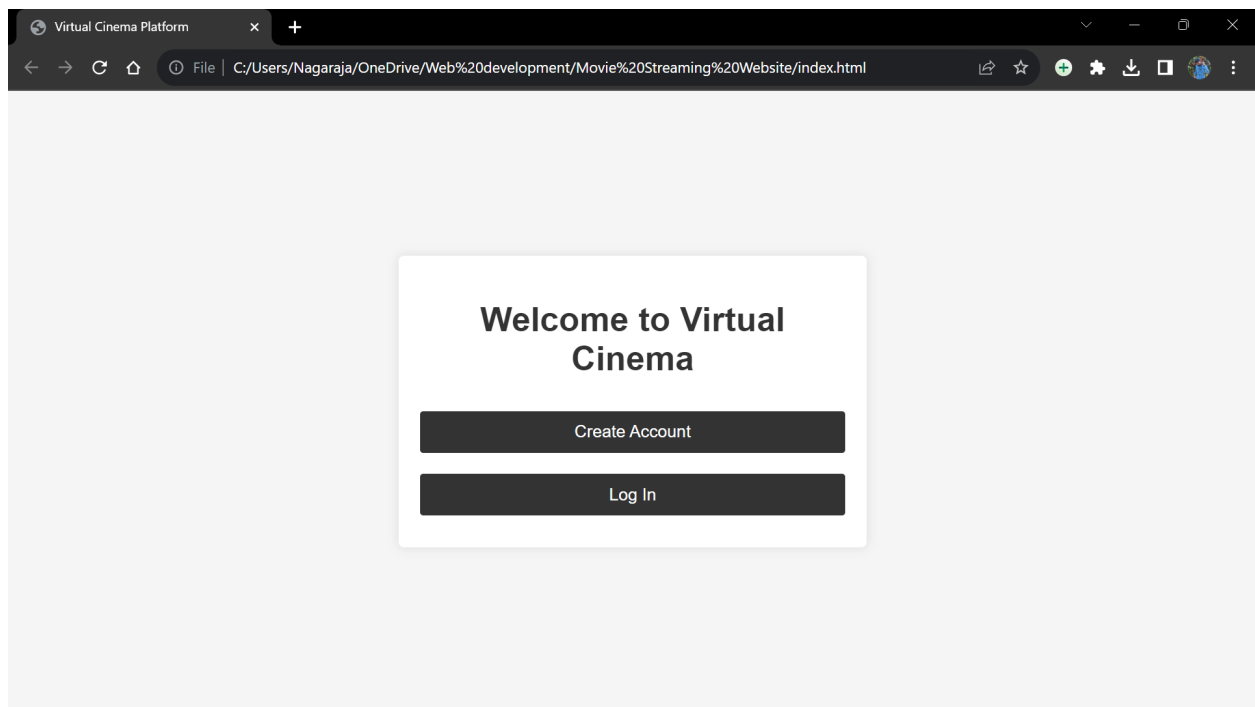 Virtual Cinema Platform
File C:/Users/Nagaraja/OneDrive/Web%20development/Movie%20Streaming%20Website/index.html
Welcome to Virtual
Cinema
Create Account
Log In